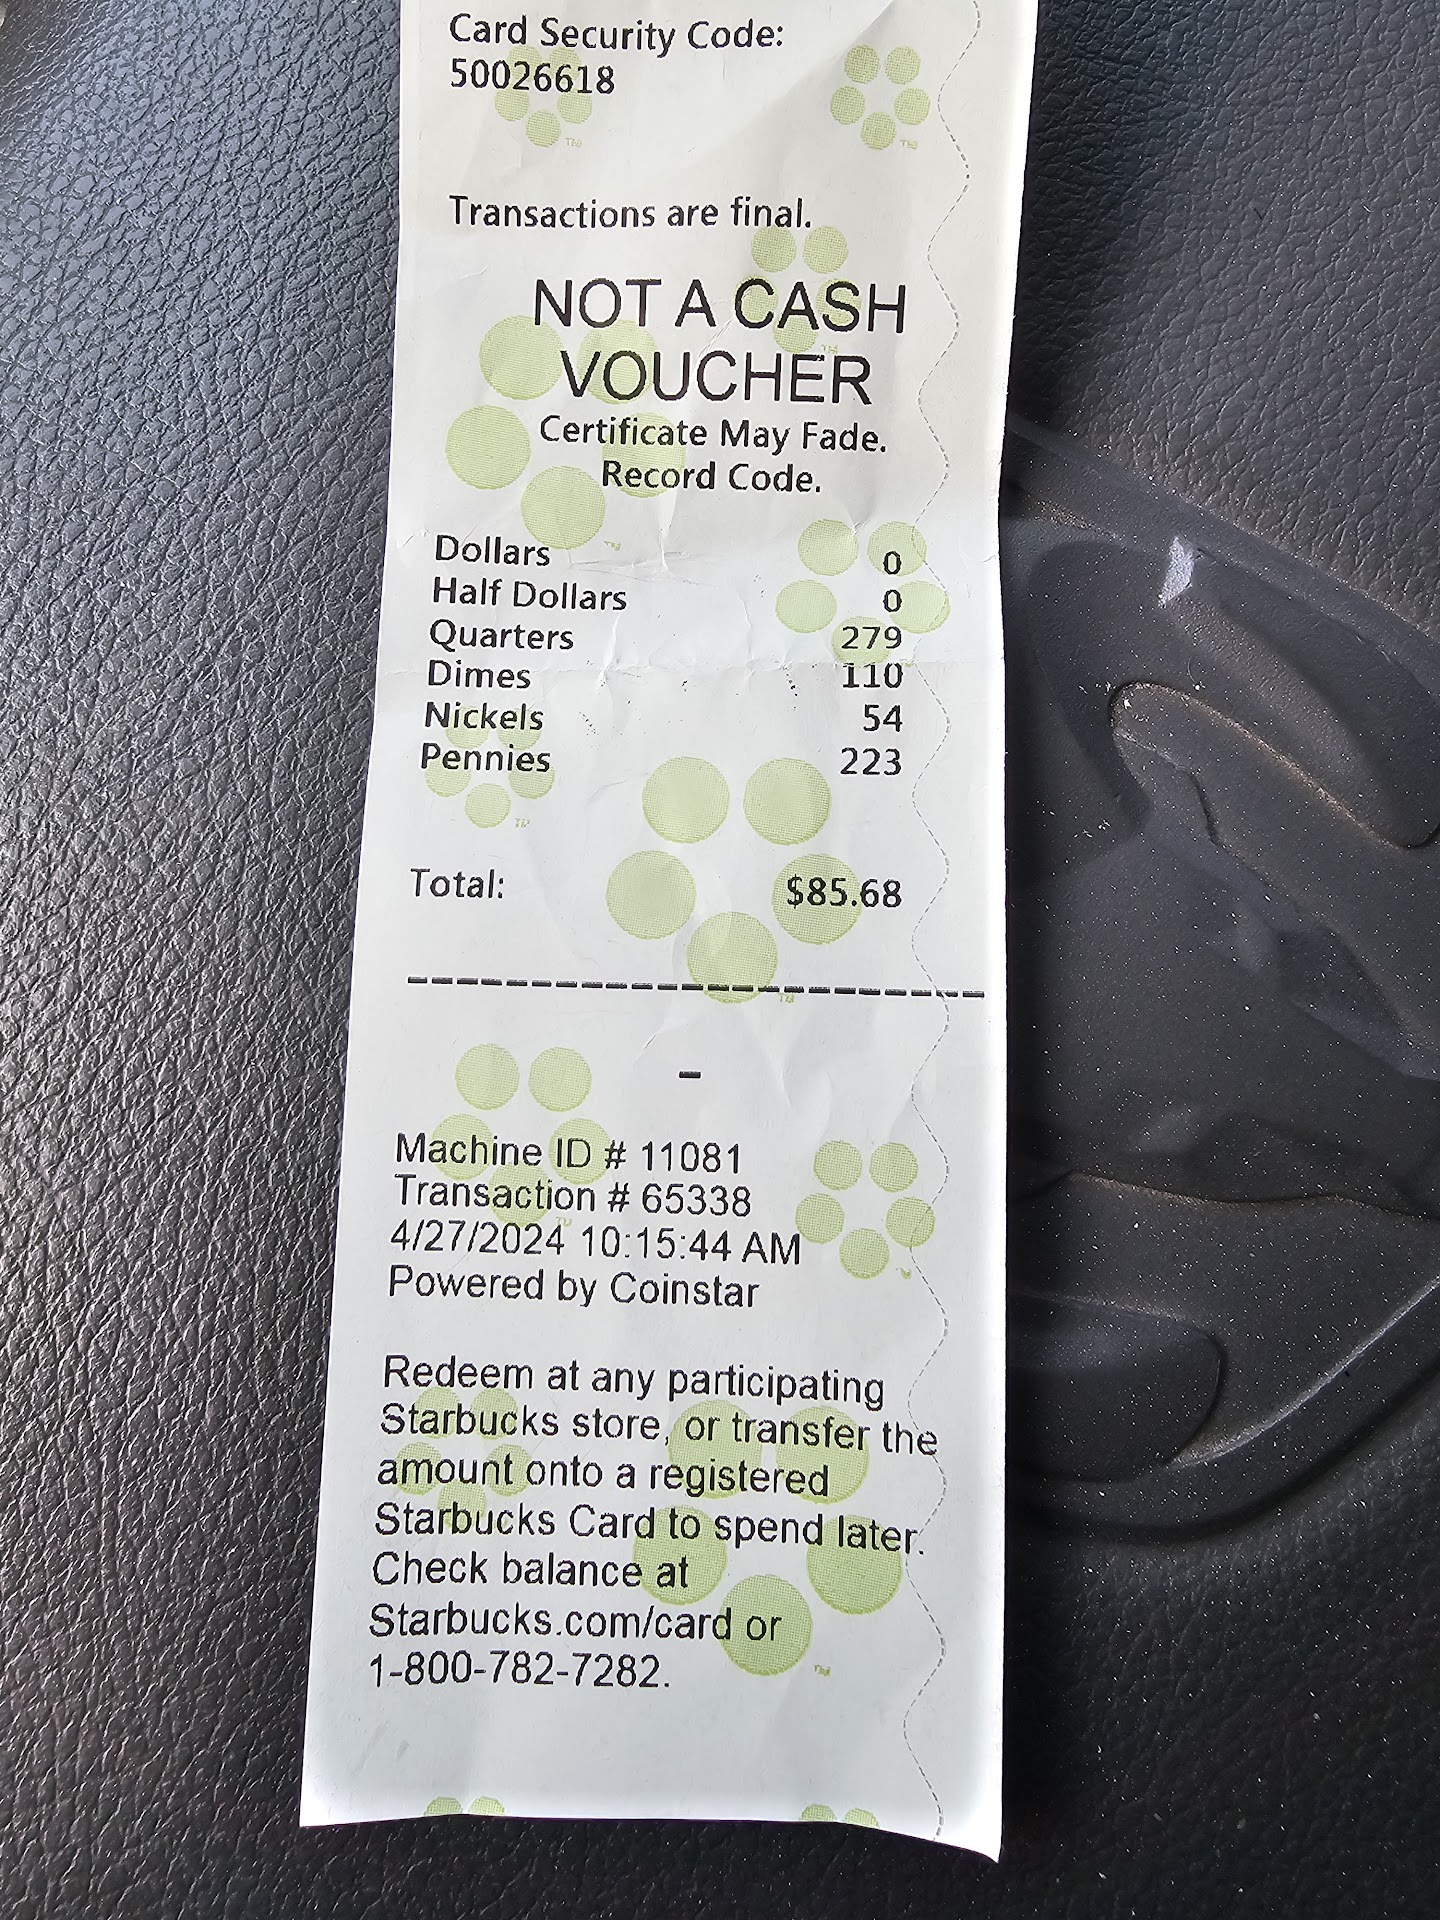 Card Security Code:
50026618
Transactions are final.
NOT A CASH
VOUCHER
Certificate May Fade.
Record Code.
Dollars 0
Half Dollars 0
Quarters 279
Dimes 110
Nickels 54
Pennies 223
Total: $85.68
-----------------------------------
-
Machine ID # 11081
Transaction # 65338
4/27/2024 10:15:44 AM
Powered by Coinstar
Redeem at any participating
Starbucks store, or transfer the
amount onto a registered
Starbucks Card to spend later.
Check balance at
Starbucks.com/card or
1-800-782-7282.